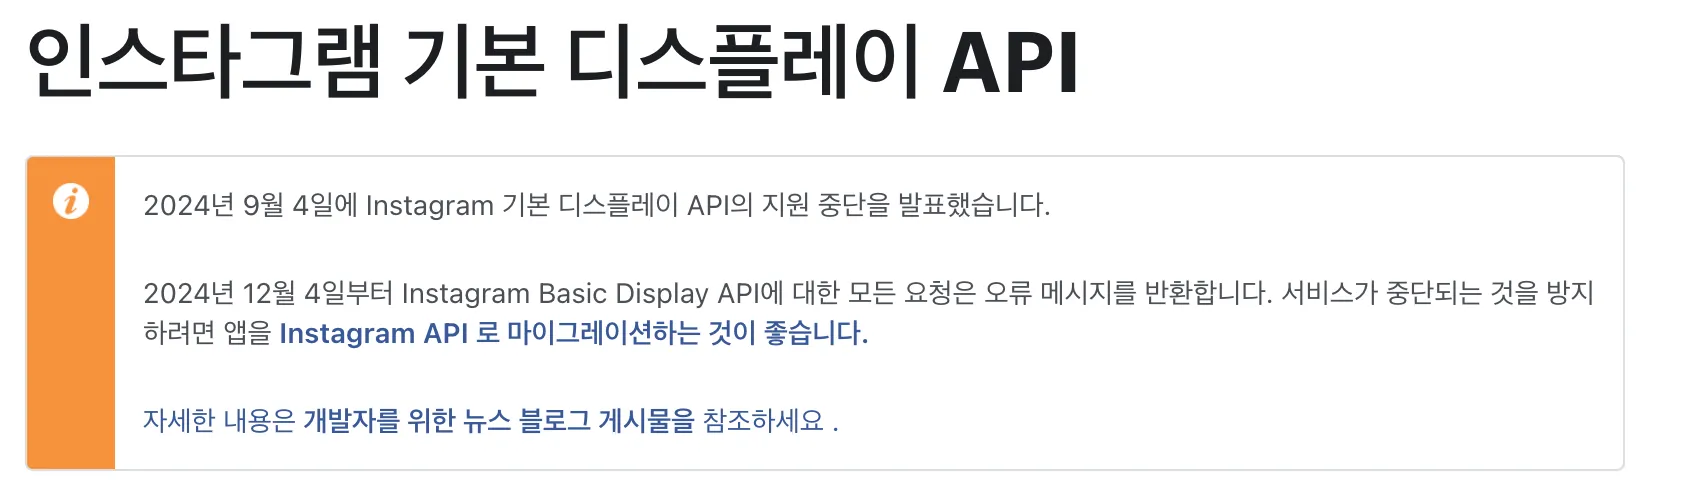 인스타그램 기본 디스플레이 API
2024년 9월 4일에 Instagram 기본 디스플레이 API의 지원 중단을 발표했습니다.
2024년 12월 4일부터 Instagram Basic Display API에 대한 모든 요청은 오류 메시지를 반환합니다. 서비스가 중단되는 것을 방지
하려면 앱을 Instagram API 로 마이그레이션하는 것이 좋습니다.
자세한 내용은 개발자를 위한 뉴스 블로그 게시물을 참조하세요 .